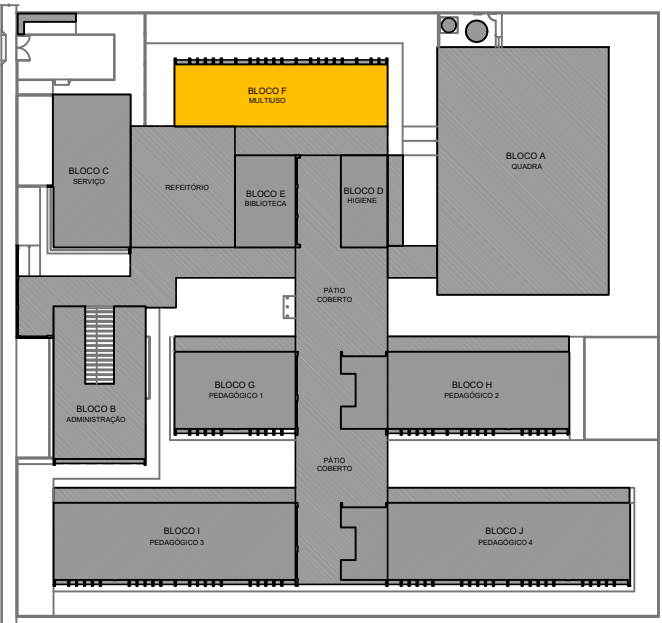 BLOCO F
MULTIUSO
BLOCO A
QUADRA
BLOCO C
SERVIÇO
REFEITÓRIO
BLOCO E
BIBLIOTECA
BLOCO D
HIGIENE
PÁTIO
COBERTO
BLOCO G
PEDAGÓGICO 1
BLOCO H
PEDAGÓGICO 2
BLOCO B
ADMINISTRAÇÃO
PÁTIO
COBERTO
BLOCO I
PEDAGÓGICO 3
BLOCO J
PEDAGÓGICO 4